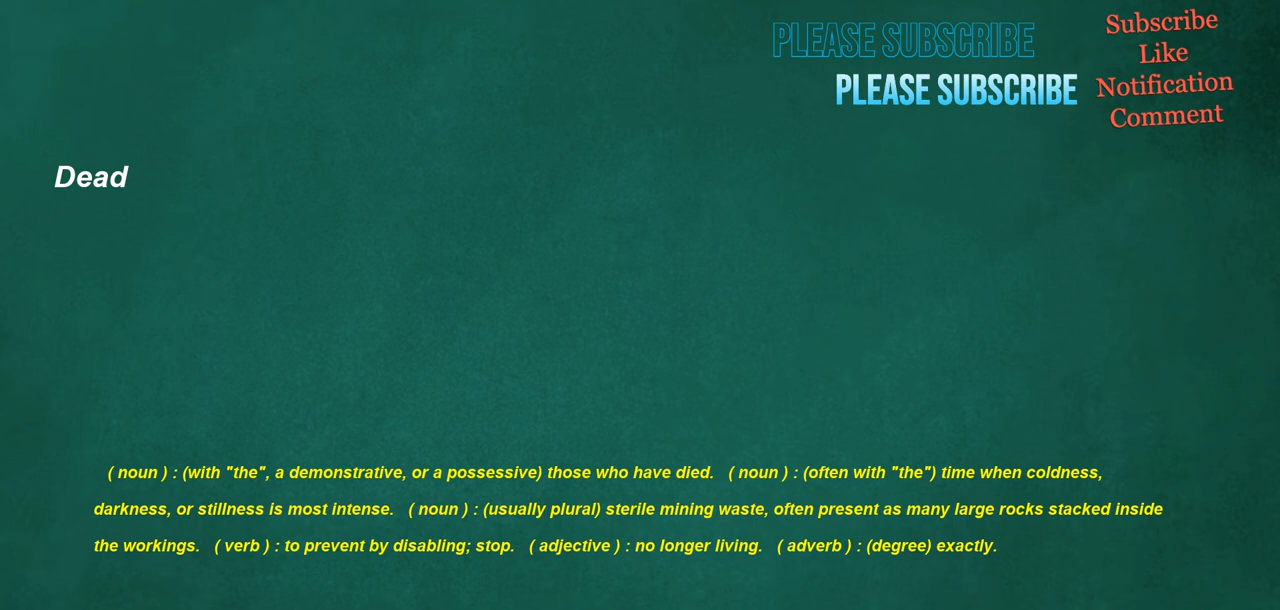 PLEASE SUBSCRIBE
PLEASE SUBSCRIBE
Subscribe
Like
Notification
Comment
Dead
( noun ) : (with "the", a demonstrative, or a possessive) those who have died. ( noun ) : (often with "the") time when coldness,
darkness, or stillness is most intense. ( noun ) : (usually plural) sterile mining waste, often present as many large rocks stacked inside
the workings. ( verb ) : to prevent by disabling; stop. ( adjective ) : no longer living. ( adverb ) : (degree) exactly.